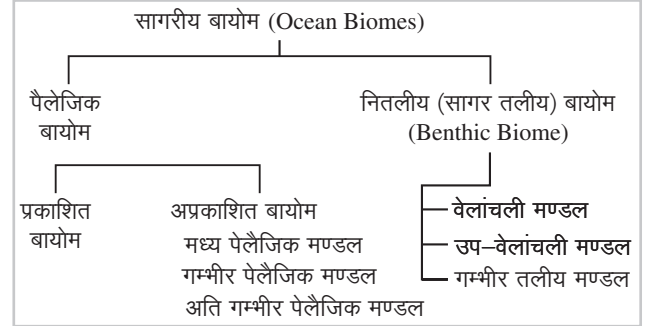 सागरीय बायोम (Ocean Biomes)
पैलेजिक
बायोम
नितलीय (सागर तलीय) बायोम
(Benthic Biome)
प्रकाशित
बायोम
अप्रकाशित बायोम
मध्य पेलैजिक मण्डल
गम्भीर पेलैजिक मण्डल
अति गम्भीर पेलैजिक मण्डल
वेलांचली मण्डल
उप–वेलांचली मण्डल
गम्भीर तलीय मण्डल